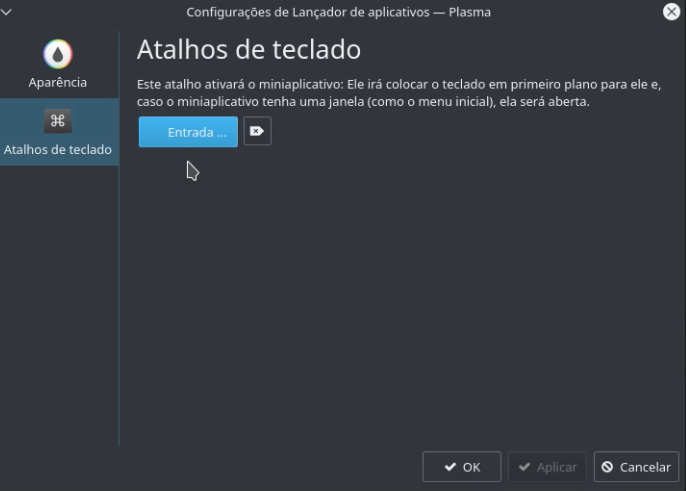 Configurações de Lançador de aplicativos — Plasma
Aparência
Atalhos de teclado
Atalhos de teclado
Este atalho ativará o miniaplicativo: Ele irá colocar o teclado em primeiro plano para ele e,
caso o miniaplicativo tenha uma janela (como o menu inicial), ela será aberta.
Entrada ...
OK
Aplicar
Cancelar